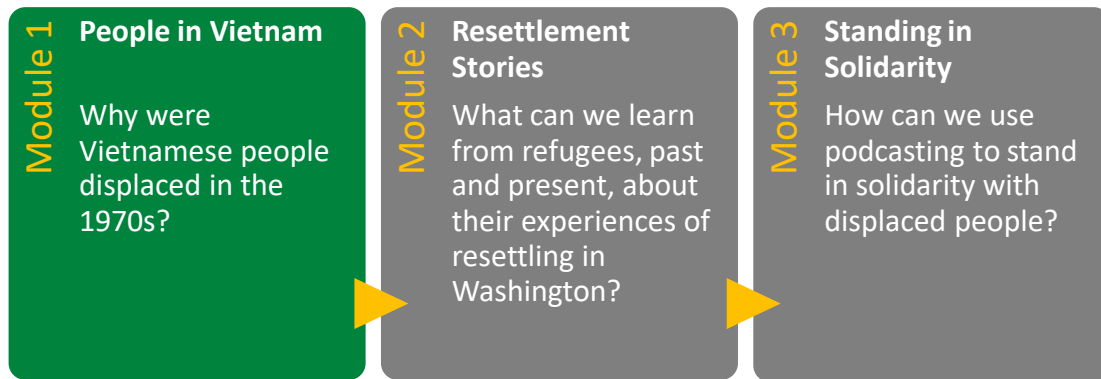 Module 1
People in Vietnam
Why were
Vietnamese people
displaced in the
1970s?
Module 2
Resettlement
Stories
What can we learn
from refugees, past
and present, about
their experiences of
resettling in
Washington?
Module 3
Standing in
Solidarity
How can we use
podcasting to stand
in solidarity with
displaced people?